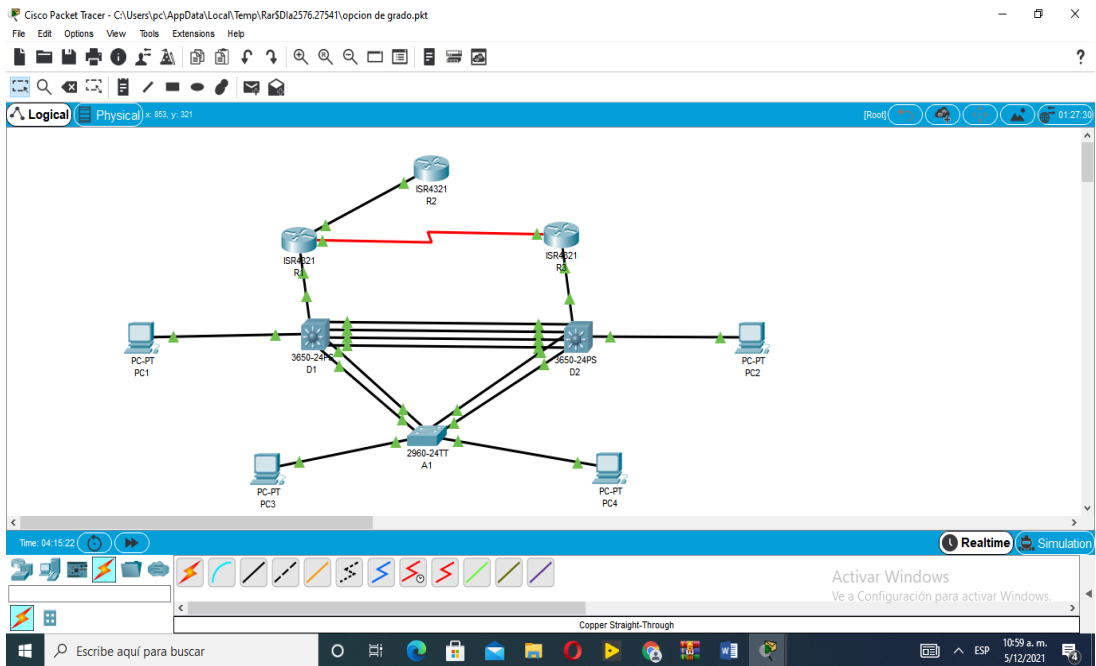 Cisco Packet Tracer - C:\Users\pc\AppData\Local\Temp\Rar$DIa2576.27541\opcion de grado.pkt
File Edit Options View Tools Extensions Help
?
Logical Physical x: 853, y: 321 [Root] 01:27:30
ISR4321
R2
ISR4321
R1
ISR4321
R3
PC-PT
PC1
3650-24PS
D1
3650-24PS
D2
PC-PT
PC2
2960-24TT
A1
PC-PT
PC3
PC-PT
PC4
Time: 04:15:22 Realtime Simulation
Activar Windows
Ve a Configuración para activar Windows.
Copper Straight-Through
Escribe aquí para buscar
ESP
10:59 a. m.
5/12/2021
4